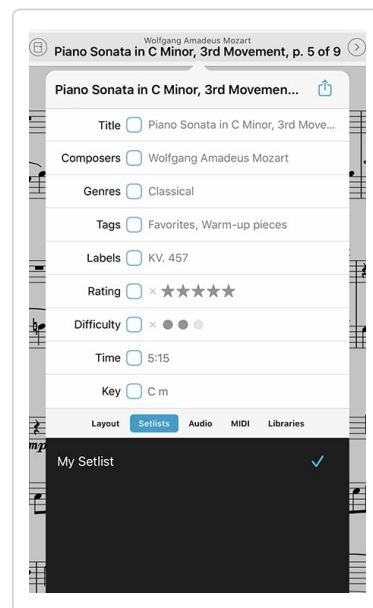 Wolfgang Amadeus Mozart
Piano Sonata in C Minor, 3rd Movement, p. 5 of 9
Piano Sonata in C Minor, 3rd Movemen...
Title Piano Sonata in C Minor, 3rd Move...
Composers Wolfgang Amadeus Mozart
Genres Classical
Tags Favorites, Warm-up pieces
Labels KV. 457
Rating × ★★★★★
Difficulty ×
Time 5:15
Key C m
Layout Setlists Audio MIDI Libraries
mp
My Setlist